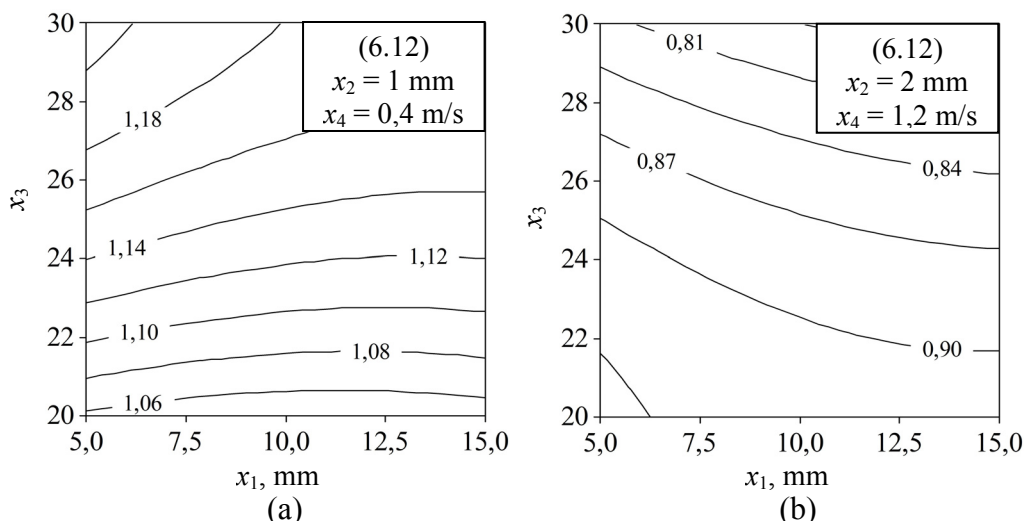 30
28
26
24
22
20
x3
1,18
1,14
1,12
1,10
1,08
1,06
(6.12)
x2 = 1 mm
x4 = 0,4 m/s
5,0 7,5 10,0 12,5 15,0
x1, mm
(a)
30
28
26
24
22
20
x3
0,81
0,84
0,87
0,90
(6.12)
x2 = 2 mm
x4 = 1,2 m/s
5,0 7,5 10,0 12,5 15,0
x1, mm
(b)